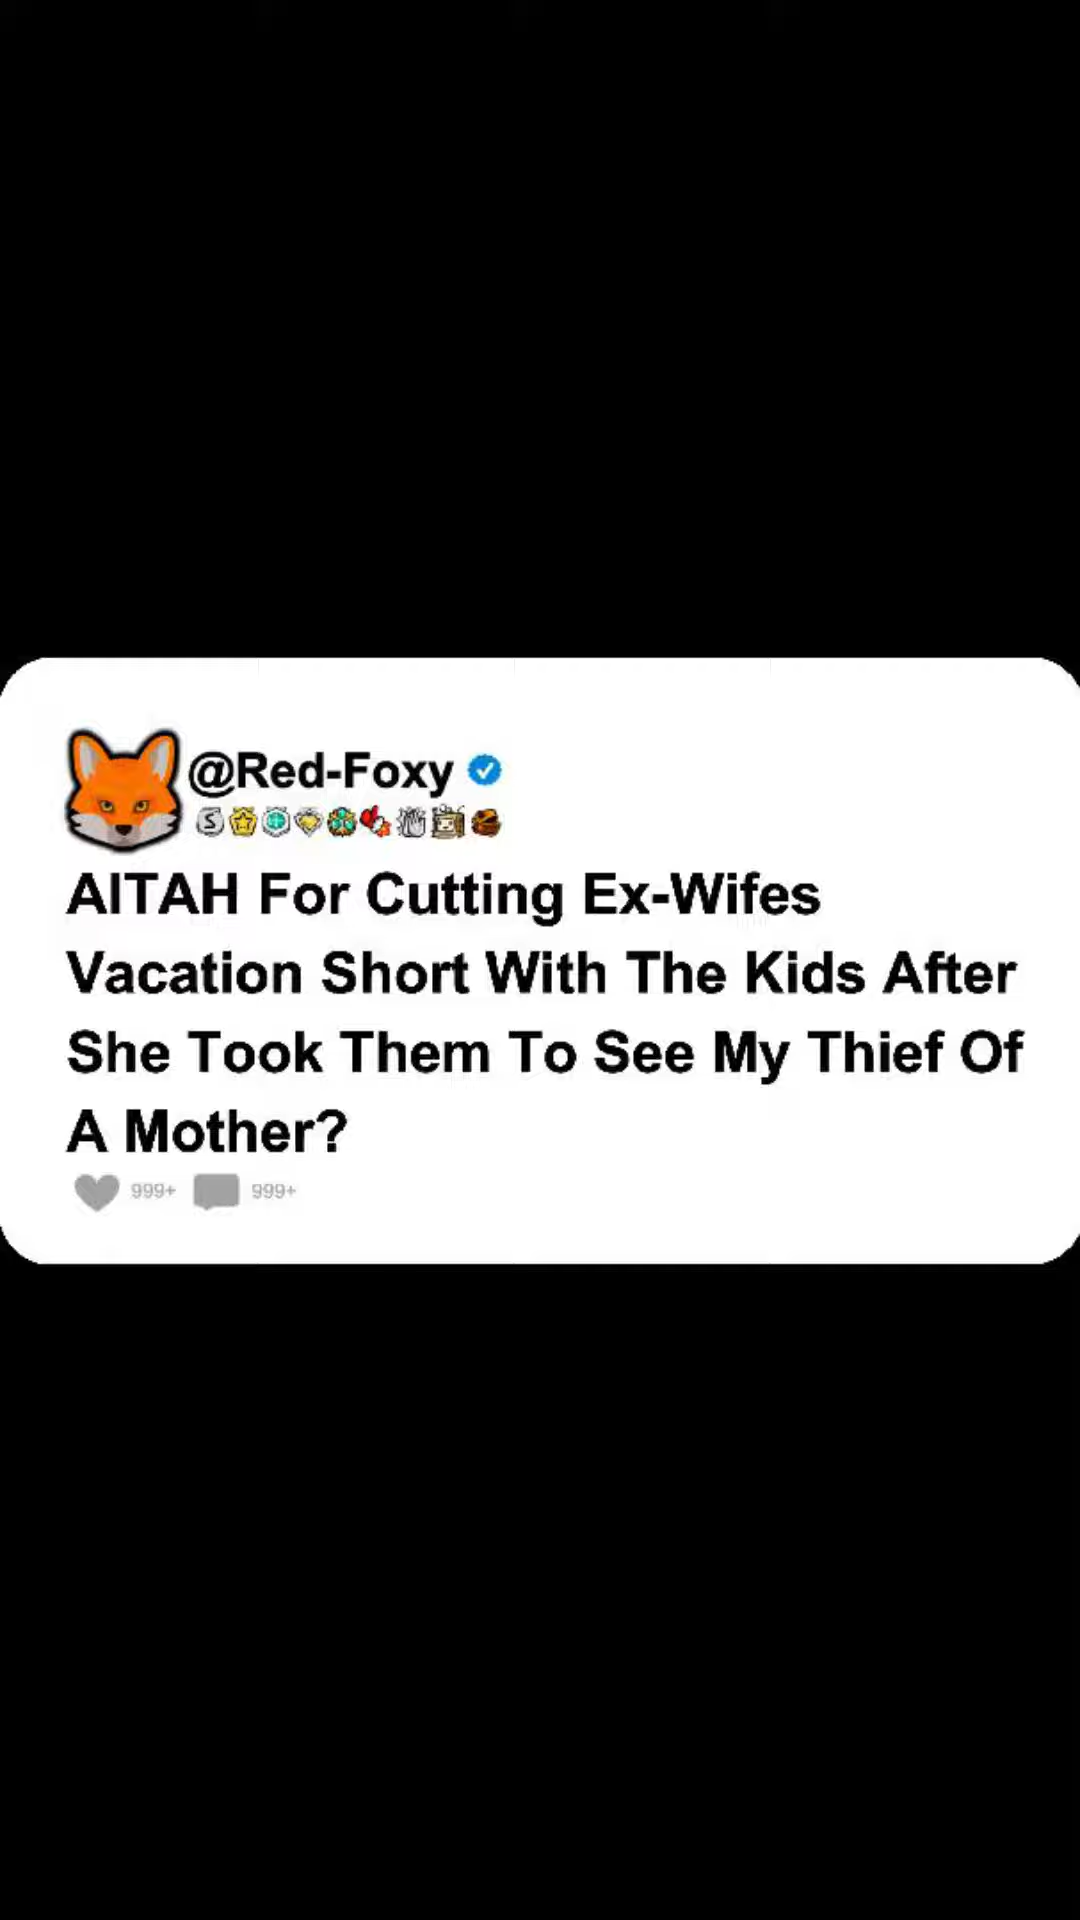 @Red-Foxy
AITAH For Cutting Ex-Wifes
Vacation Short With The Kids After
She Took Them To See My Thief Of
A Mother?
999+ 999+